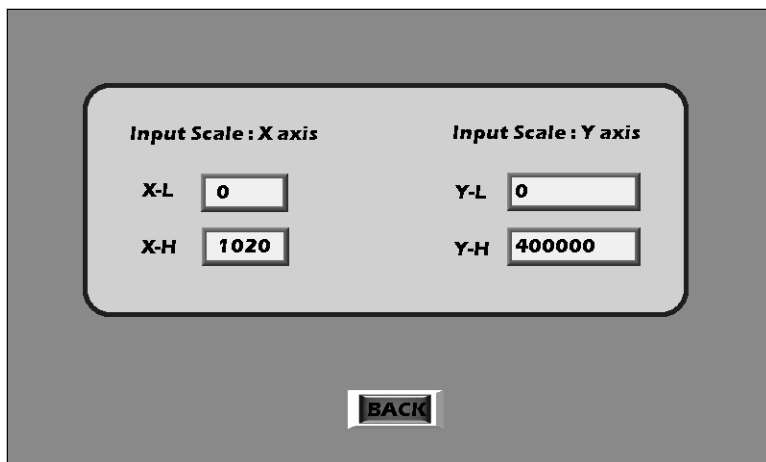 Input Scale : X axis
Input Scale : Y axis
X-L 0
Y-L 0
X-H 1020
Y-H 400000
BACK